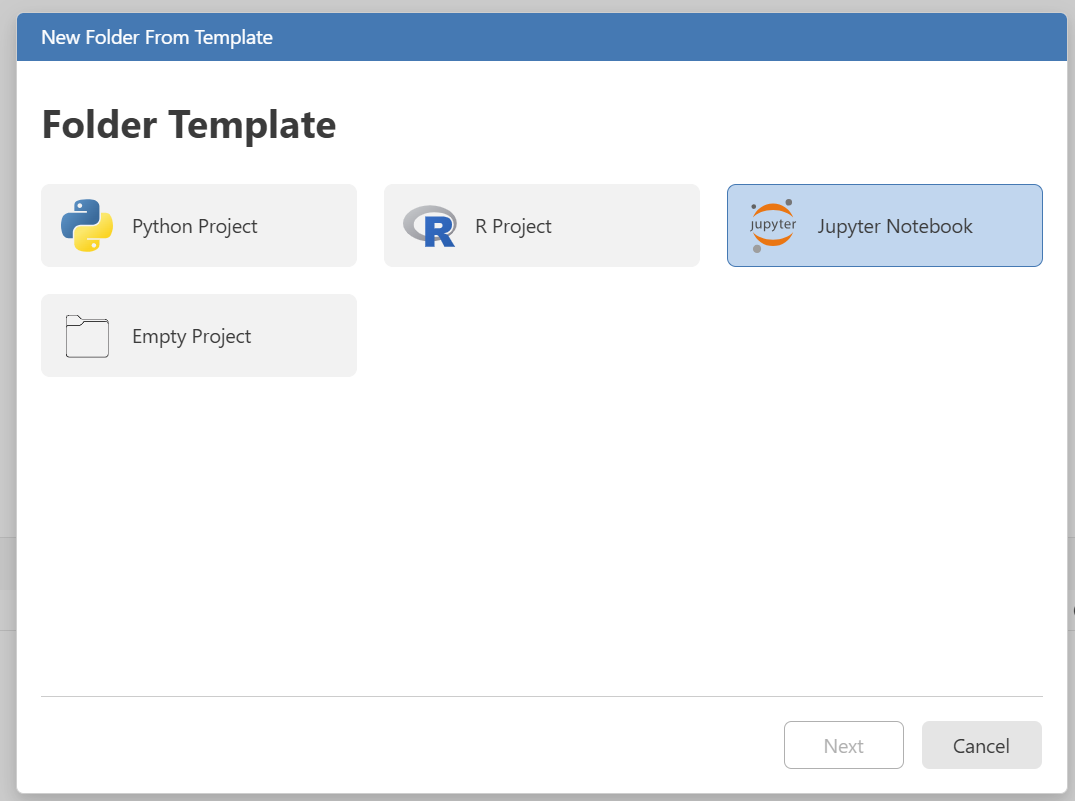 New Folder From Template
Folder Template
Python Project
R Project
jupyter
Jupyter Notebook
Empty Project
Next
Cancel